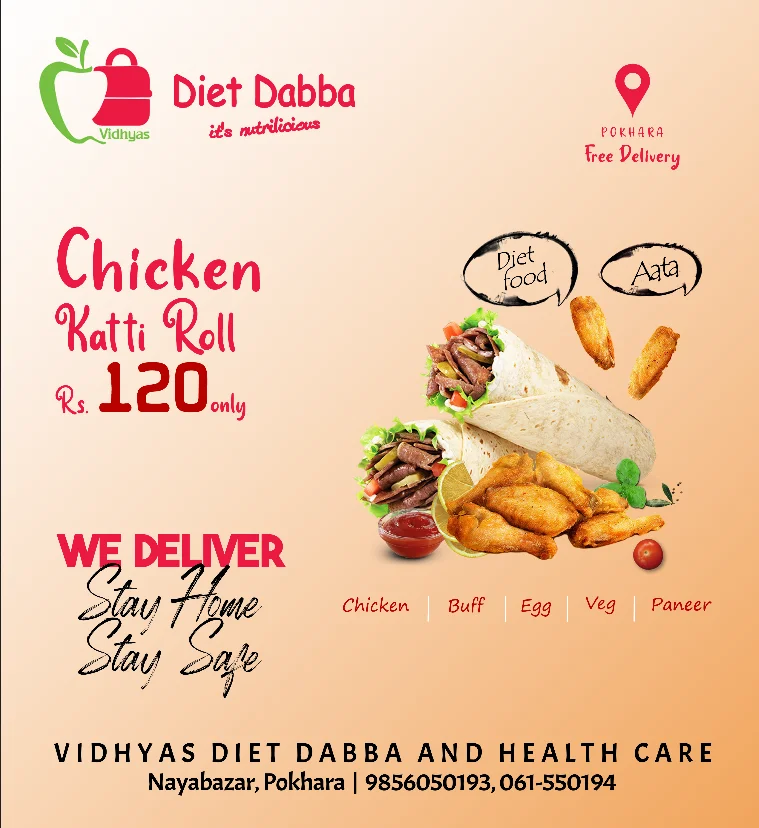 Diet Dabba
it's nutrilicious
Vidhyas
POKHARA
Free Delivery
Chicken
Katti Roll
Rs. 120 only
Diet
food
Aata
WE DELIVER
Stay Home
Stay Safe
Chicken | Buff | Egg | Veg | Paneer
VIDHYAS DIET DABBA AND HEALTH CARE
Nayabazar, Pokhara | 9856050193, 061-550194